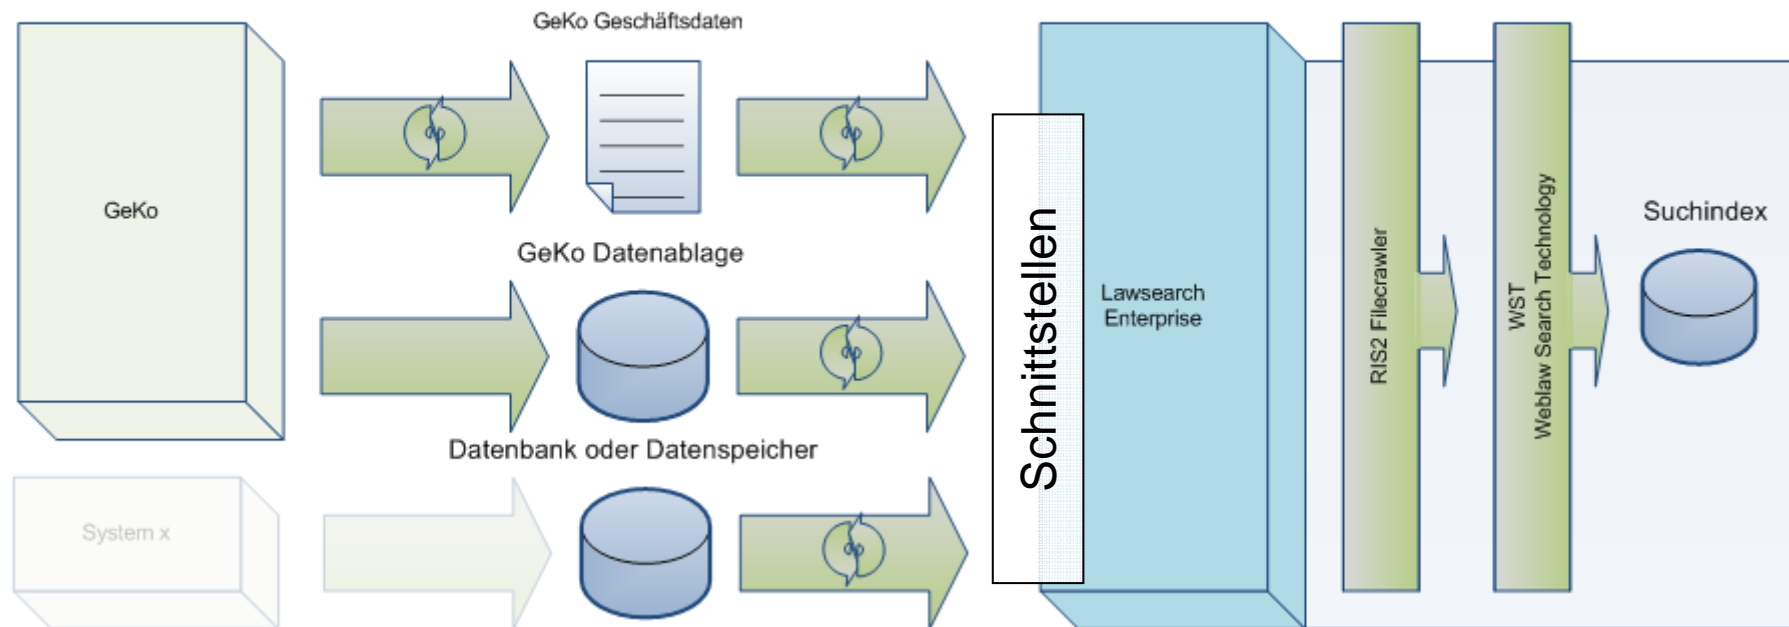 GeKo Geschäftsdaten
GeKo
GeKo Datenablage
Datenbank oder Datenspeicher
System x
Schnittstellen
Lawsearch
Enterprise
RIS2 Filecrawler
WST
Weblaw Search Technology
Suchindex